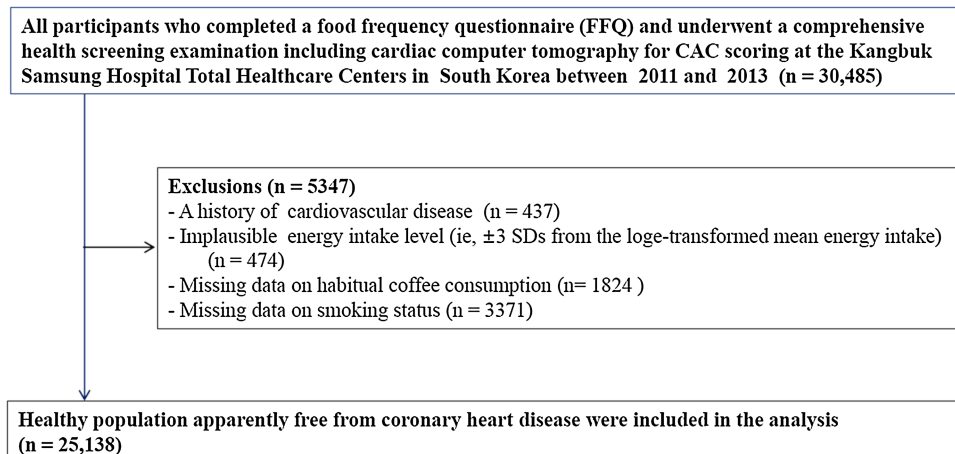 All participants who completed a food frequency questionnaire (FFQ) and underwent a comprehensive
health screening examination including cardiac computer tomography for CAC scoring at the Kangbuk
Samsung Hospital Total Healthcare Centers in South Korea between 2011 and 2013 (n = 30,485)
Exclusions (n = 5347)
- A history of cardiovascular disease (n = 437)
- Implausible energy intake level (ie, ±3 SDs from the loge-transformed mean energy intake)
(n = 474)
- Missing data on habitual coffee consumption (n= 1824 )
- Missing data on smoking status (n = 3371)
Healthy population apparently free from coronary heart disease were included in the analysis
(n = 25,138)